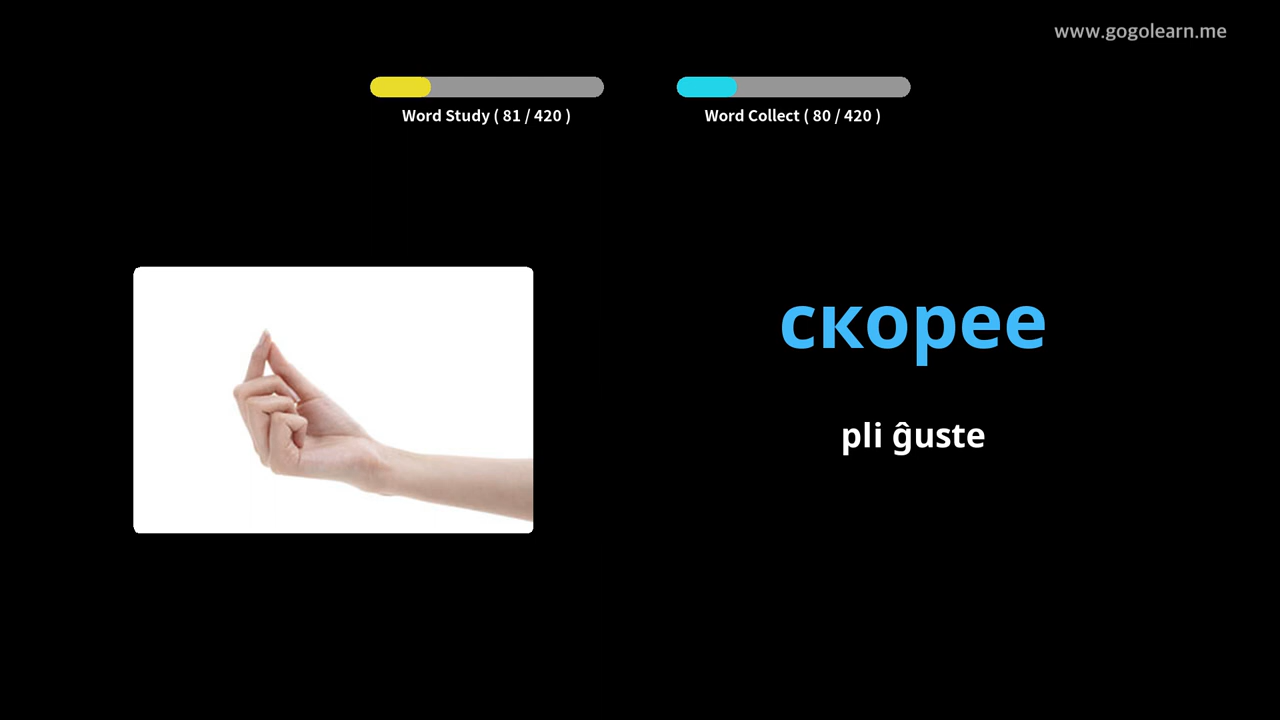 www.gogolearn.me
Word Study ( 81 / 420 )
Word Collect ( 80 / 420 )
скорее
pli ĝuste